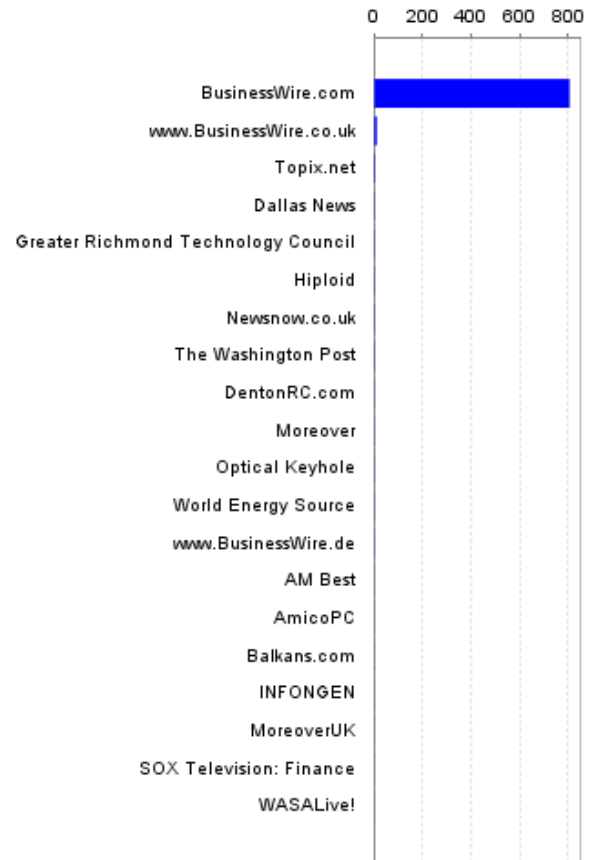 0 200 400 600 800
BusinessWire.com
www.BusinessWire.co.uk
Topix.net
Dallas News
Greater Richmond Technology Council
Hiploid
Newsnow.co.uk
The Washington Post
DentonRC.com
Moreover
Optical Keyhole
World Energy Source
www.BusinessWire.de
AM Best
AmicoPC
Balkans.com
INFONGEN
MoreoverUK
SOX Television: Finance
WASALive!